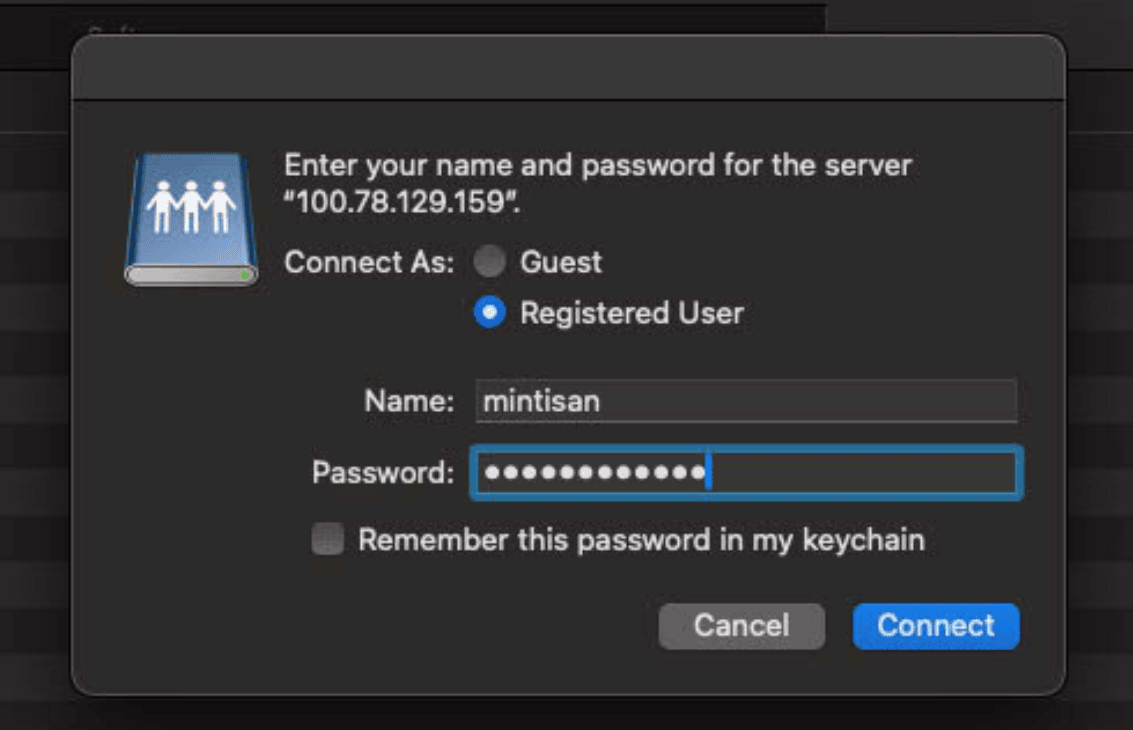 Enter your name and password for the server
“100.78.129.159”.
Connect As: Guest
Registered User
Name: mintisan
Password: ••••••••••••
Remember this password in my keychain
Cancel Connect